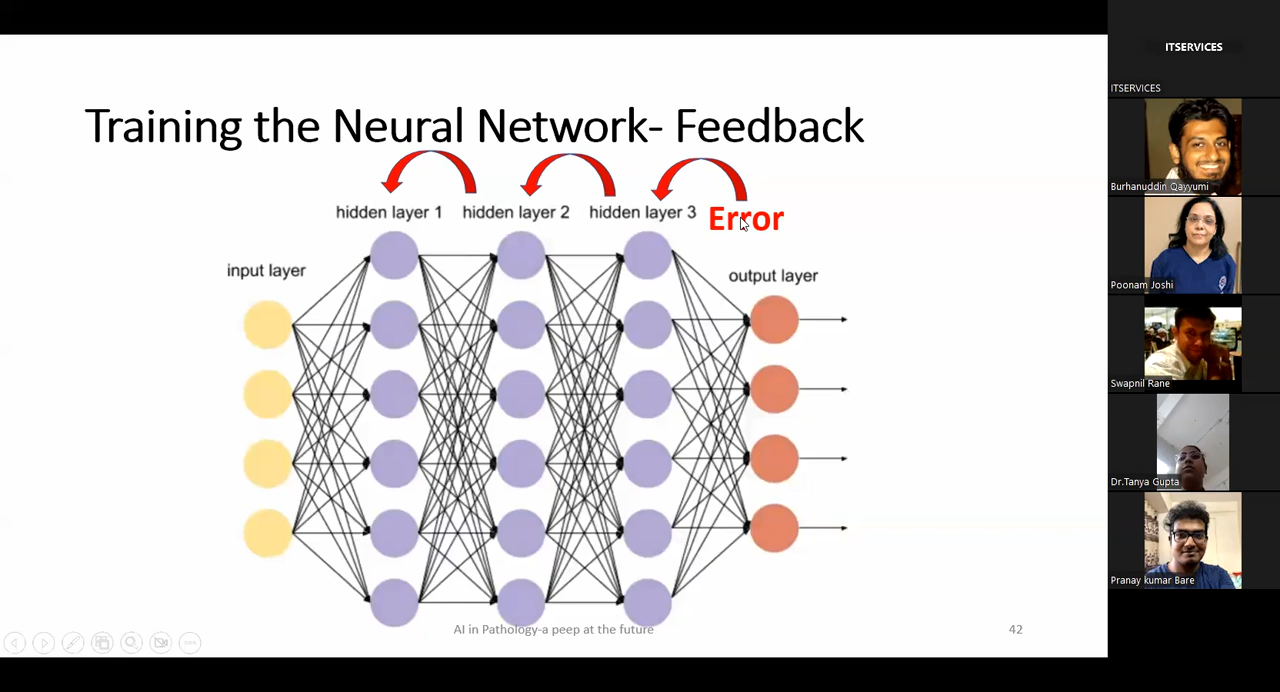 Training the Neural Network- Feedback
hidden layer 1 hidden layer 2 hidden layer 3 Error
input layer
output layer
AI in Pathology-a peep at the future
42
ITSERVICES
ITSERVICES
Burhanuddin Qayyumi
Poonam Joshi
Swapnil Rane
Dr.Tanya Gupta
Pranay kumar Bare